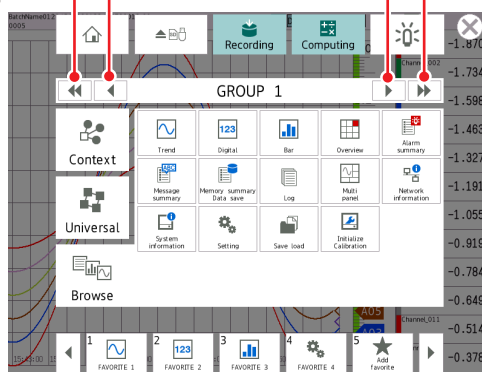 BatchName012
0005
Recording
Computing
-1.870
Channel_002
-1.734
GROUP 1
-1.598
Context
Trend
123
Digital
Bar
Overview
Alarm
summary
-1.463
-1.327
ABC
Message
summary
Memory summary
Data save
Log
Multi
panel
Network
information
-1.191
Universal
System
information
Setting
Save load
Initialize
Calibration
-1.055
-0.919
Browse
-0.784
-0.649
A05
Channel_011
-0.514
15:43:00
1
FAVORITE 1
2
123
FAVORITE 2
3
FAVORITE 3
4
FAVORITE 4
5
Add
favorite
-0.378